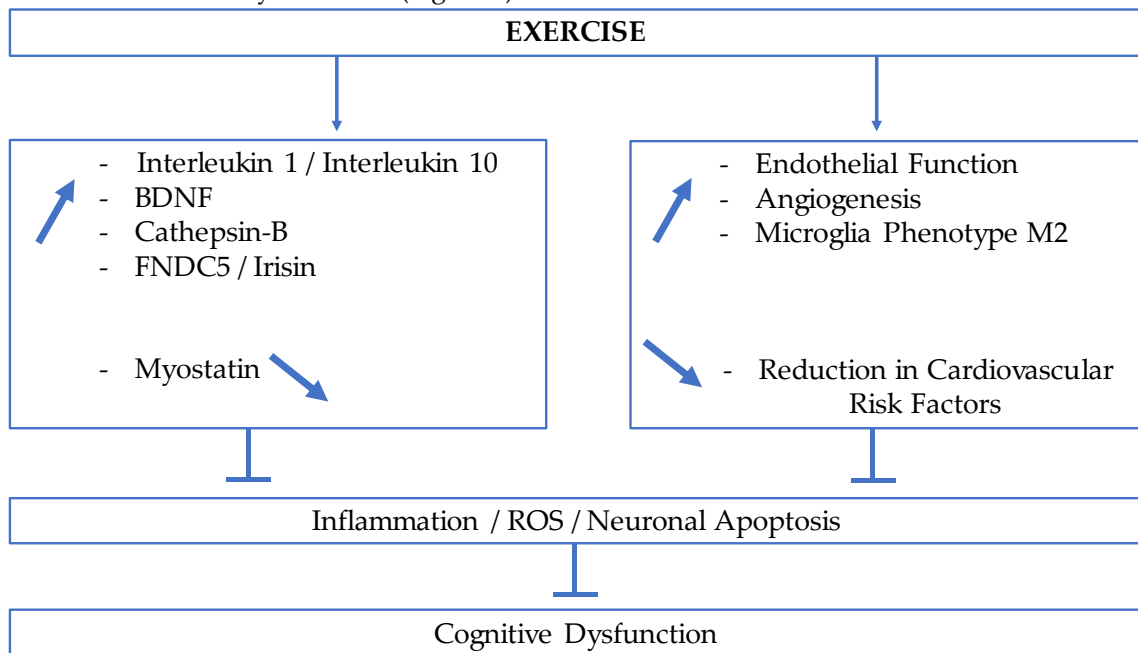 EXERCISE
- Interleukin 1 / Interleukin 10
- BDNF
- Cathepsin-B
- FNDC5 / Irisin
- Myostatin
- Endothelial Function
- Angiogenesis
- Microglia Phenotype M2
- Reduction in Cardiovascular
Risk Factors
Inflammation / ROS / Neuronal Apoptosis
Cognitive Dysfunction